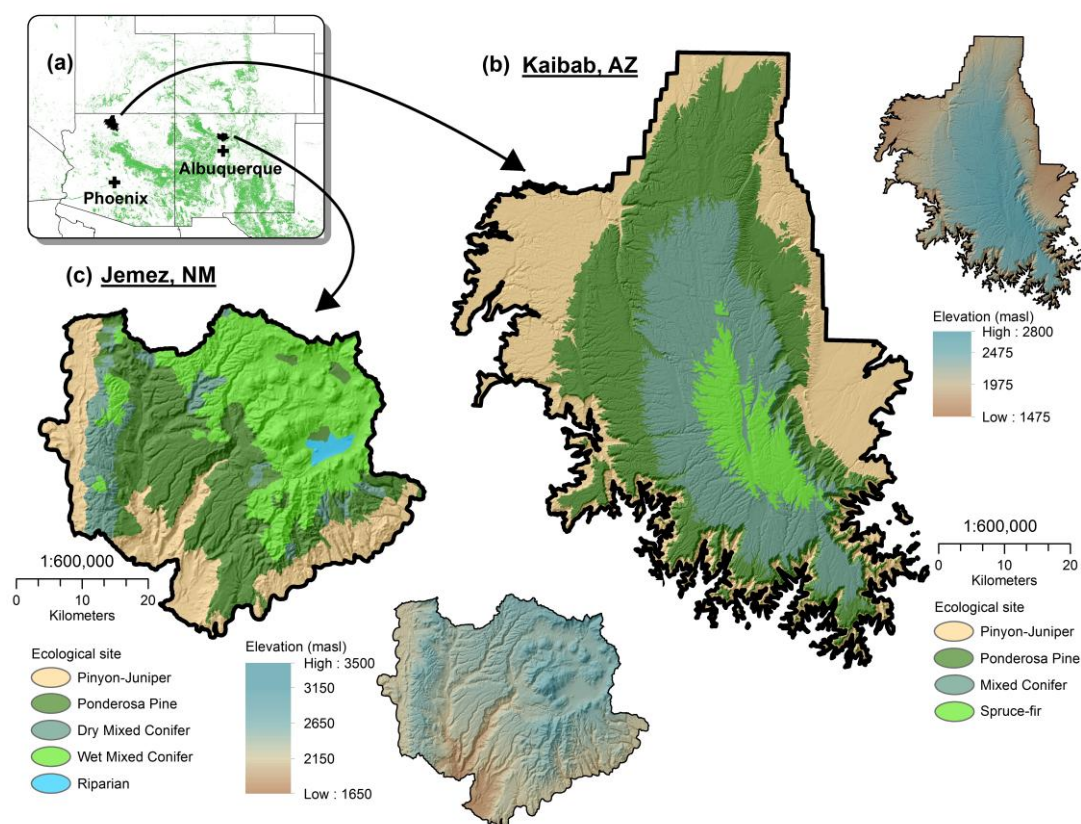 (a)
Albuquerque
Phoenix
(b) Kaibab, AZ
Elevation (masl)
High : 2800
2475
1975
Low : 1475
1:600,000
0 10 20
Kilometers
Ecological site
Pinyon-Juniper
Ponderosa Pine
Mixed Conifer
Spruce-fir
(c) Jemez, NM
1:600,000
0 10 20
Kilometers
Ecological site
Pinyon-Juniper
Ponderosa Pine
Dry Mixed Conifer
Wet Mixed Conifer
Riparian
Elevation (masl)
High : 3500
3150
2650
2150
Low : 1650